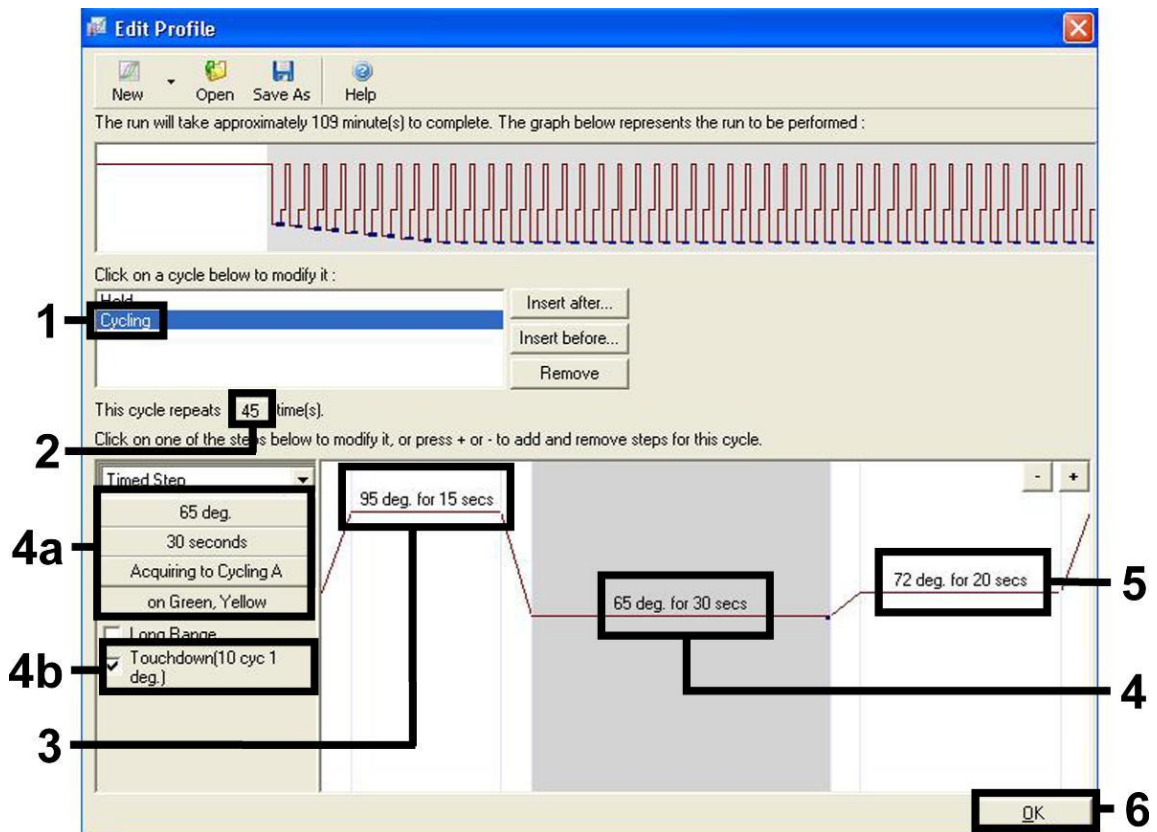 Edit Profile
New Open Save As Help
The run will take approximately 109 minute(s) to complete. The graph below represents the run to be performed :
Click on a cycle below to modify it :
Hold
1 Cycling
Insert after...
Insert before...
Remove
This cycle repeats 45 time(s).
2
Click on one of the steps below to modify it, or press + or - to add and remove steps for this cycle.
Timed Step
- +
4a
65 deg.
30 seconds
Acquiring to Cycling A
on Green, Yellow
Long Range
4b
Touchdown(10 cyc 1
deg.)
3
95 deg. for 15 secs
65 deg. for 30 secs
4
72 deg. for 20 secs
5
OK
6